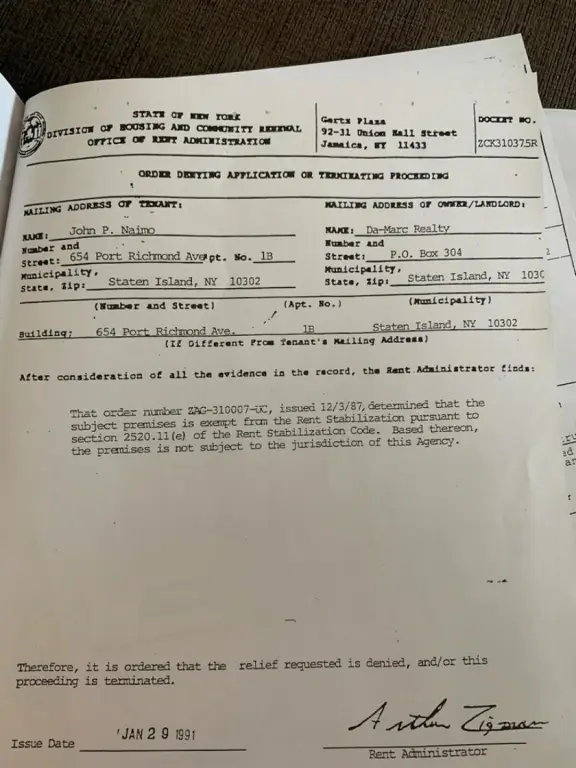 STATE OF NEW YORK
DIVISION OF HOUSING AND COMMUNITY RENEWAL
OFFICE OF RENT ADMINISTRATION
Gertz Plaza
92-31 Union Hall Street
Jamaica, NY 11433
DOCKET NO.
ZCK310375R
ORDER DENYING APPLICATION OR TERMINATING PROCEEDING
MAILING ADDRESS OF TENANT:
NAME: John P. Naimo
Number and
Street: 654 Port Richmond Ave Apt. No. 1B
Municipality,
State, Zip: Staten Island, NY 10302
MAILING ADDRESS OF OWNER/LANDLORD:
NAME: Da-Marc Realty
Number and
Street: P.O. Box 304
Municipality,
State, Zip: Staten Island, NY 1030
(Number and Street) (Apt. No.) (Municipality)
Building: 654 Port Richmond Ave. 1B Staten Island, NY 10302
(If Different From Tenant's Mailing Address)
After consideration of all the evidence in the record, the Rent Administrator finds:
That order number ZAG-310007-UC, issued 12/3/87, determined that the
subject premises is exempt from the Rent Stabilization pursuant to
section 2520.11(e) of the Rent Stabilization Code. Based thereon,
the premises is not subject to the jurisdiction of this Agency.
Therefore, it is ordered that the relief requested is denied, and/or this
proceeding is terminated.
Issue Date JAN 29 1991
Arthur Zigman
Rent Administrator